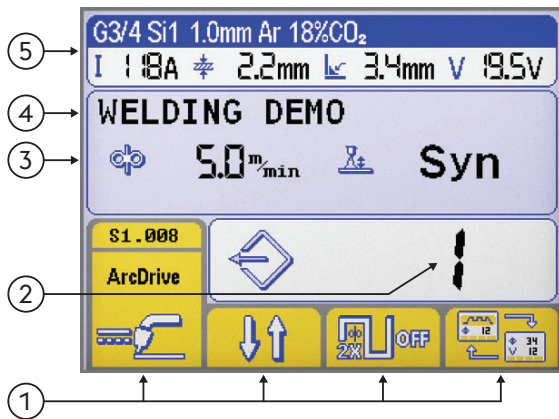 G3/4 Si1 1.0mm Ar 18%CO₂
5 I 118A 2.2mm 3.4mm V 19.5V
4 WELDING DEMO
3 5.0 m/min Syn
S1.008
ArcDrive
2 1
2X OFF 12 34 V 12
1